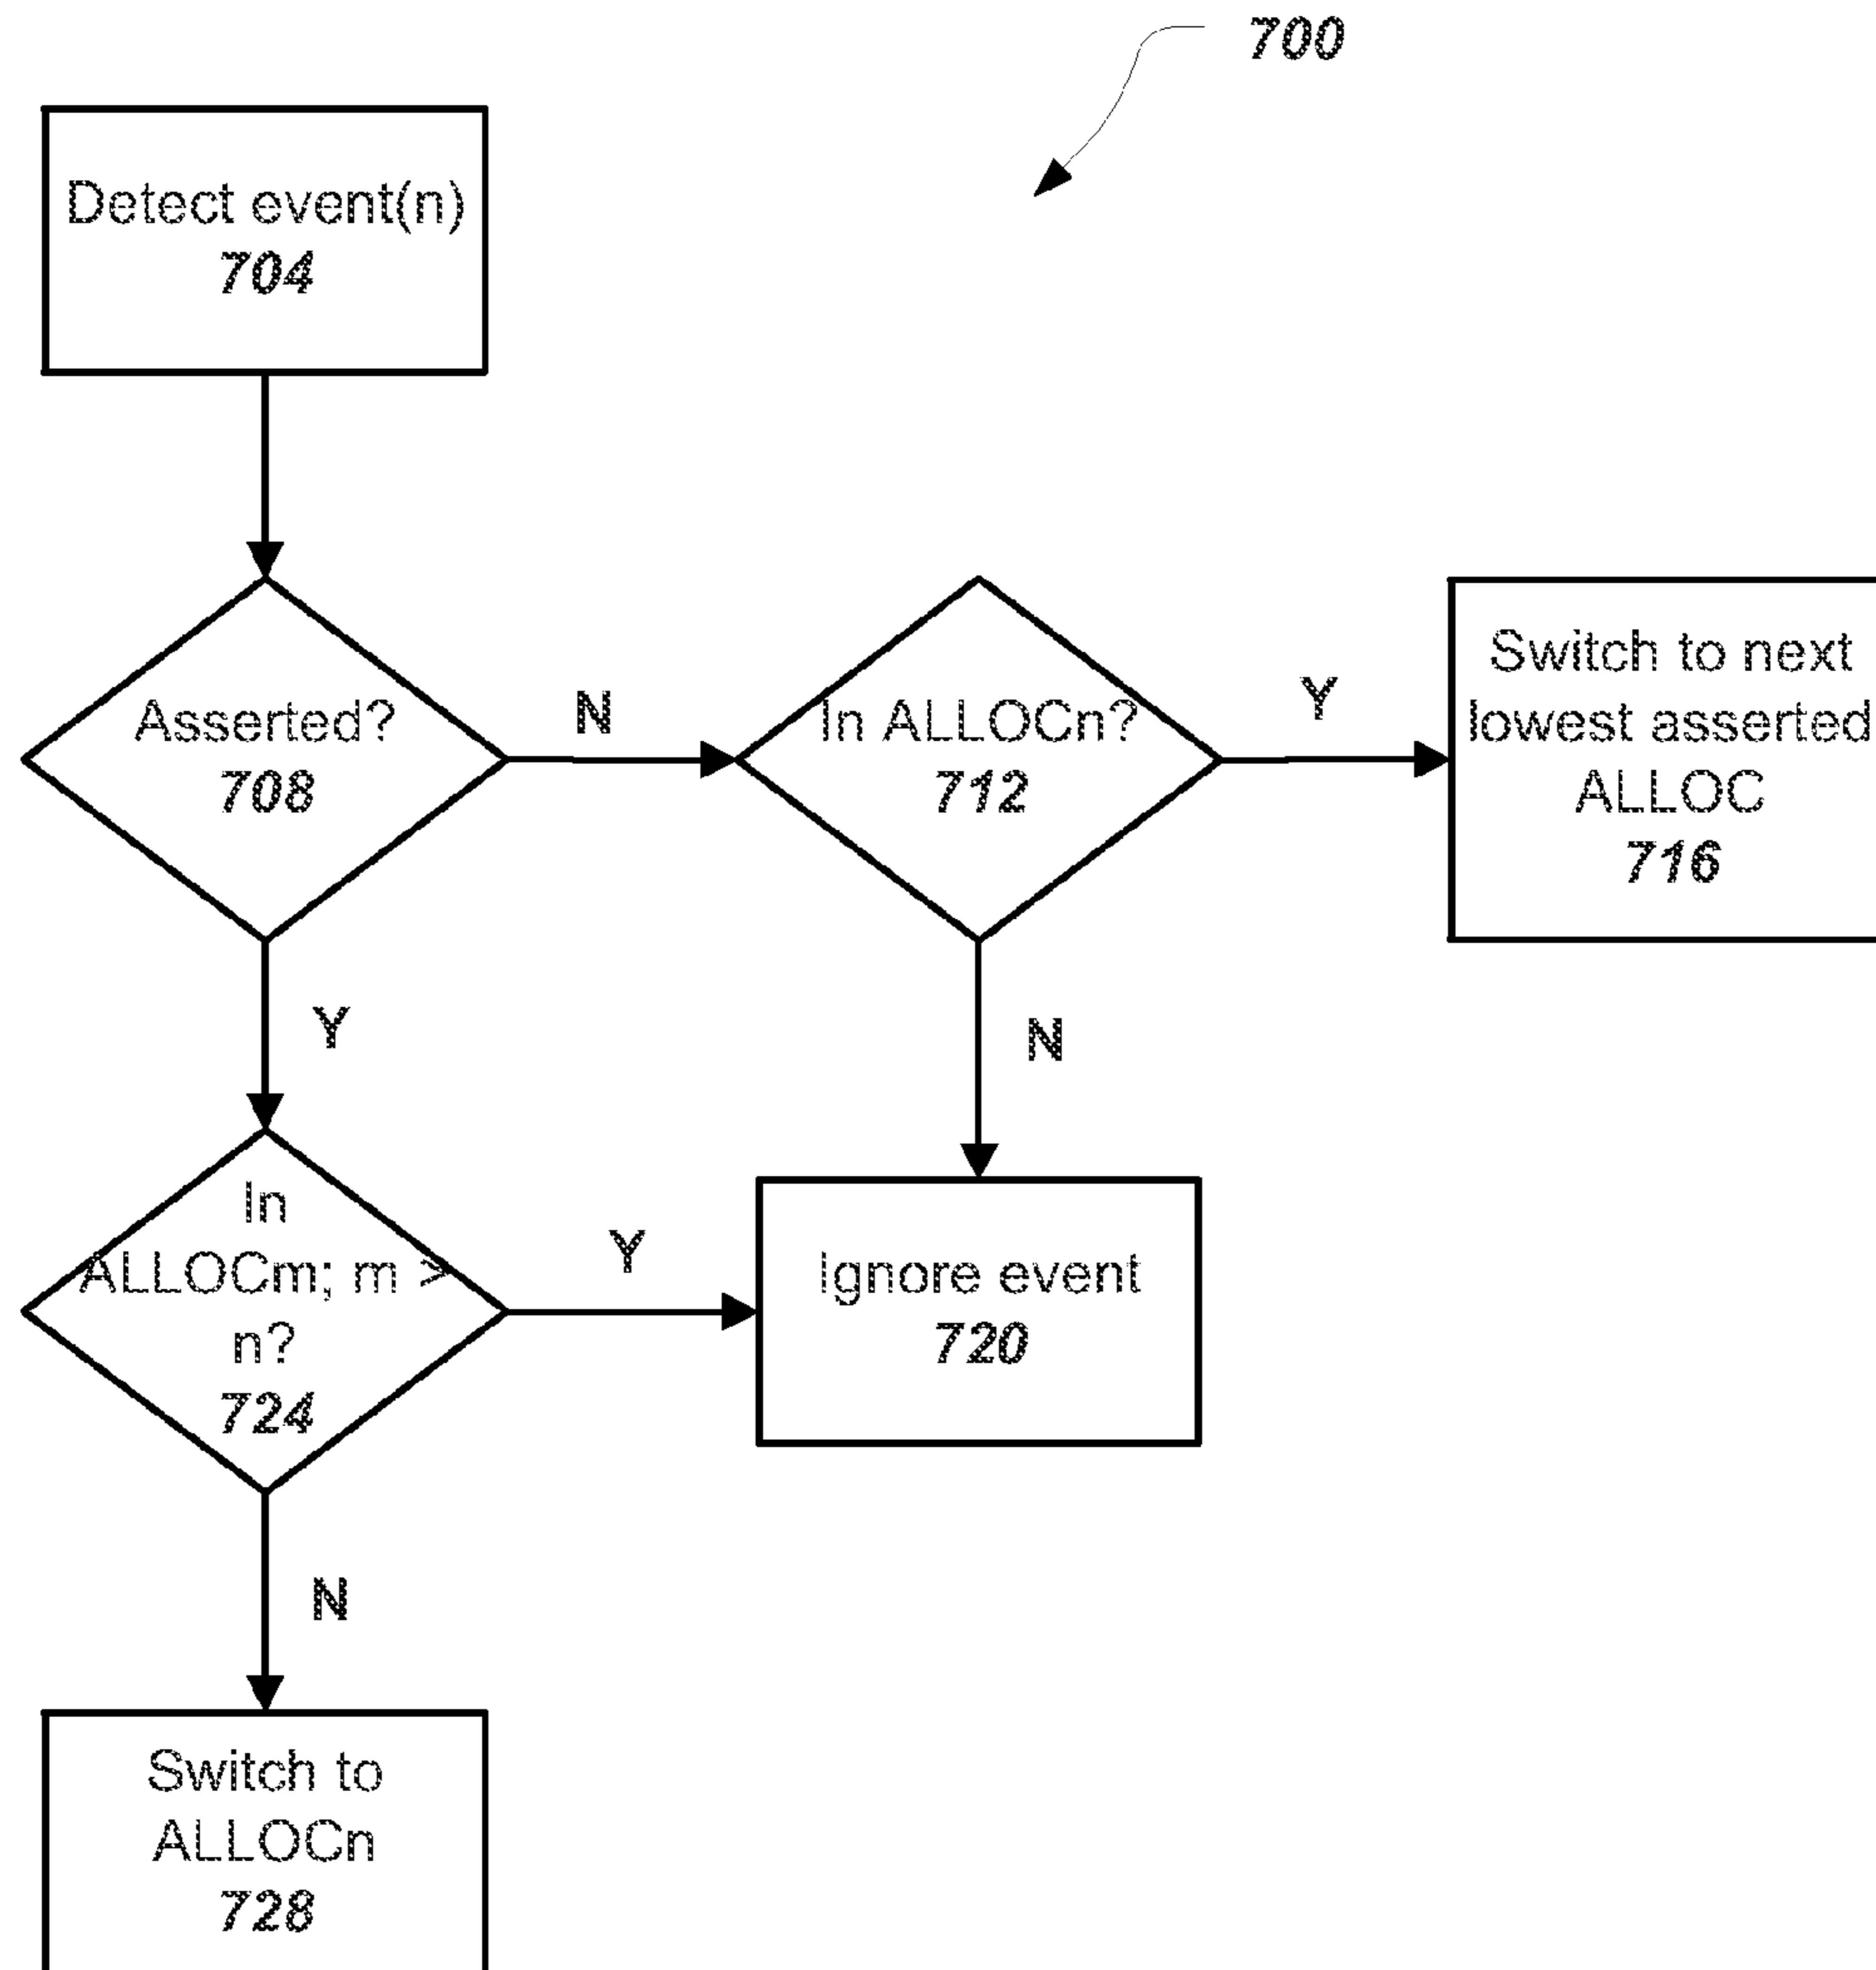 700
Detect event(n)
704
Asserted?
708
N
In ALLOCn?
712
Y
Switch to next
lowest asserted
ALLOC
716
Y
N
In
ALLOCm; m >
n?
724
Y
Ignore event
720
N
Switch to
ALLOCn
728